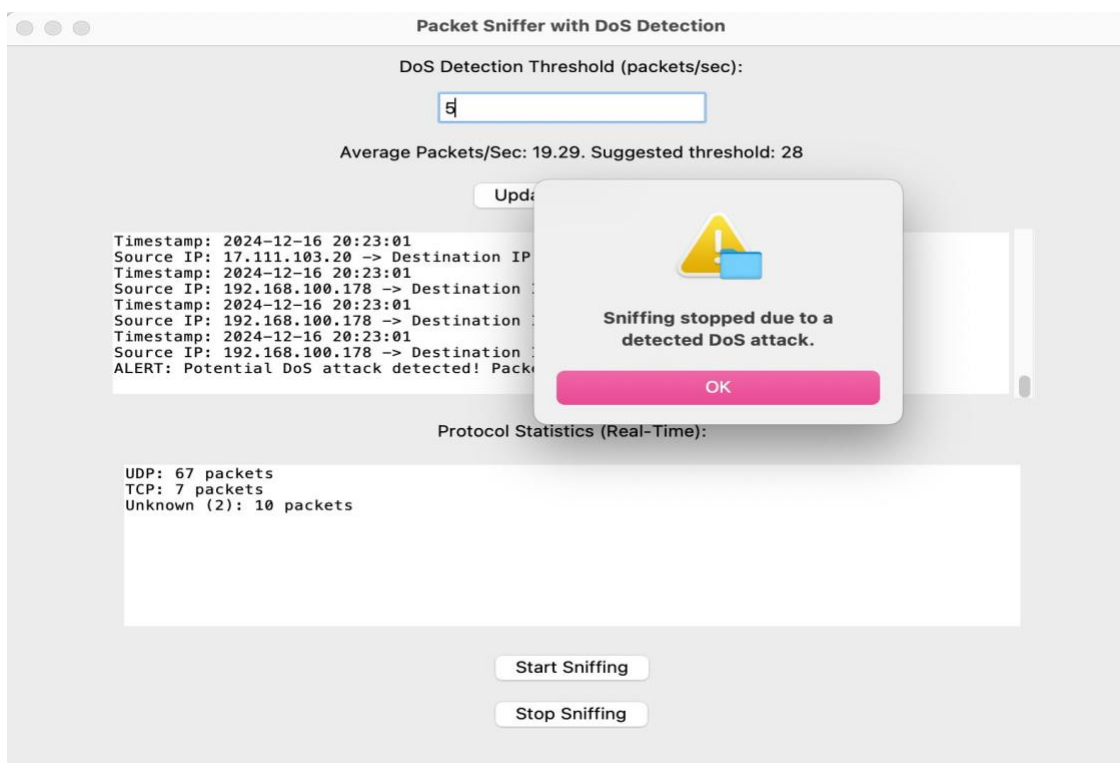 Packet Sniffer with DoS Detection
DoS Detection Threshold (packets/sec):
5
Average Packets/Sec: 19.29. Suggested threshold: 28
Timestamp: 2024-12-16 20:23:01
Source IP: 17.111.103.20 -> Destination IP
Timestamp: 2024-12-16 20:23:01
Source IP: 192.168.100.178 -> Destination
Timestamp: 2024-12-16 20:23:01
Source IP: 192.168.100.178 -> Destination
Timestamp: 2024-12-16 20:23:01
Source IP: 192.168.100.178 -> Destination
ALERT: Potential DoS attack detected!
Sniffing stopped due to a
detected DoS attack.
OK
Protocol Statistics (Real-Time):
UDP: 67 packets
TCP: 7 packets
Unknown (2): 10 packets
Start Sniffing
Stop Sniffing